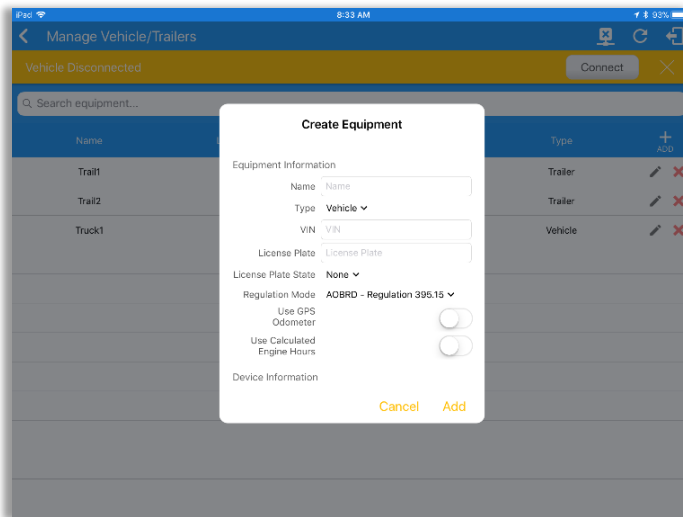 iPad 8:33 AM 93%
Manage Vehicle/Trailers
Vehicle Disconnected Connect
Search equipment...
Name Type ADD
Create Equipment
Equipment Information
Name Name
Type Vehicle
VIN VIN
License Plate License Plate
License Plate State None
Regulation Mode AOBRD - Regulation 395.15
Use GPS
Odometer
Use Calculated
Engine Hours
Device Information
Cancel Add
Trail1 Trailer
Trail2 Trailer
Truck1 Vehicle